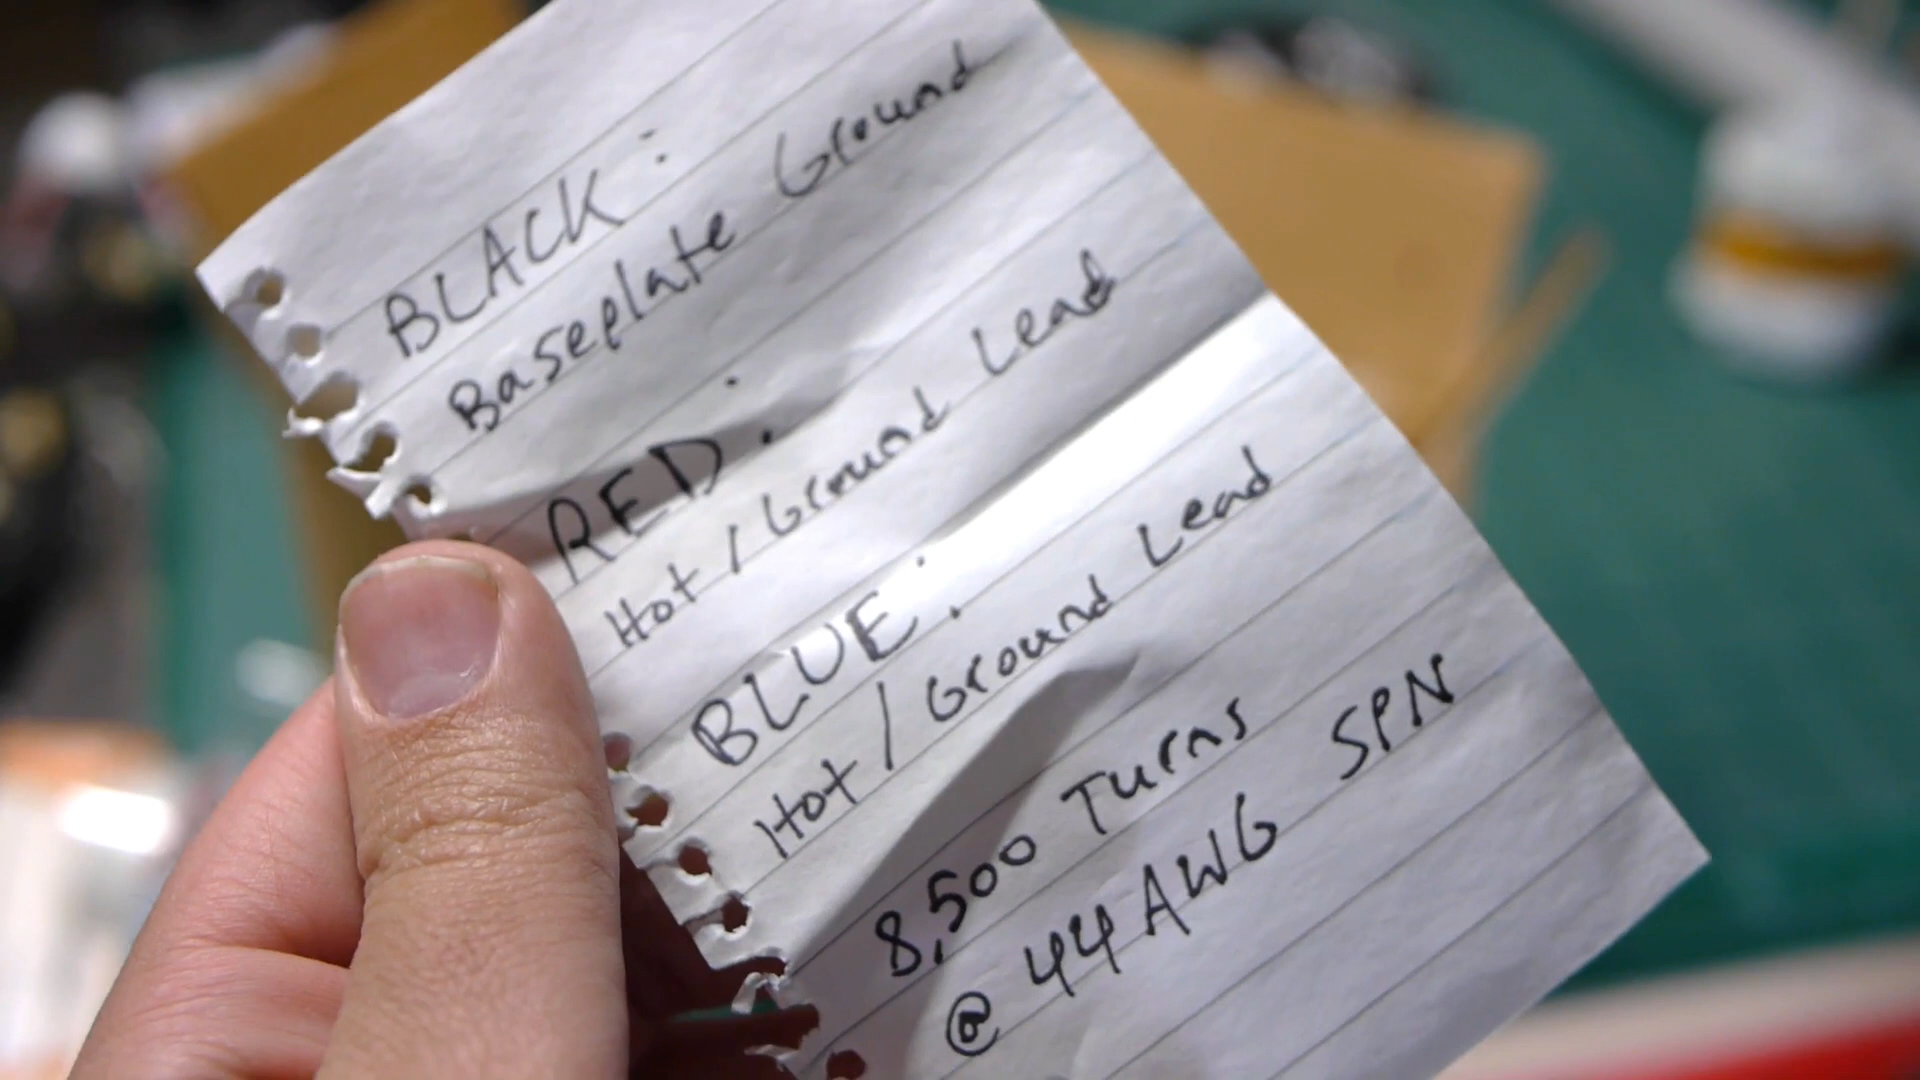 BLACK:
Baseplate Ground
RED:
Hot / Ground Lead
BLUE:
Hot / Ground Lead
8,500 Turns
@ 44 AWG SPN